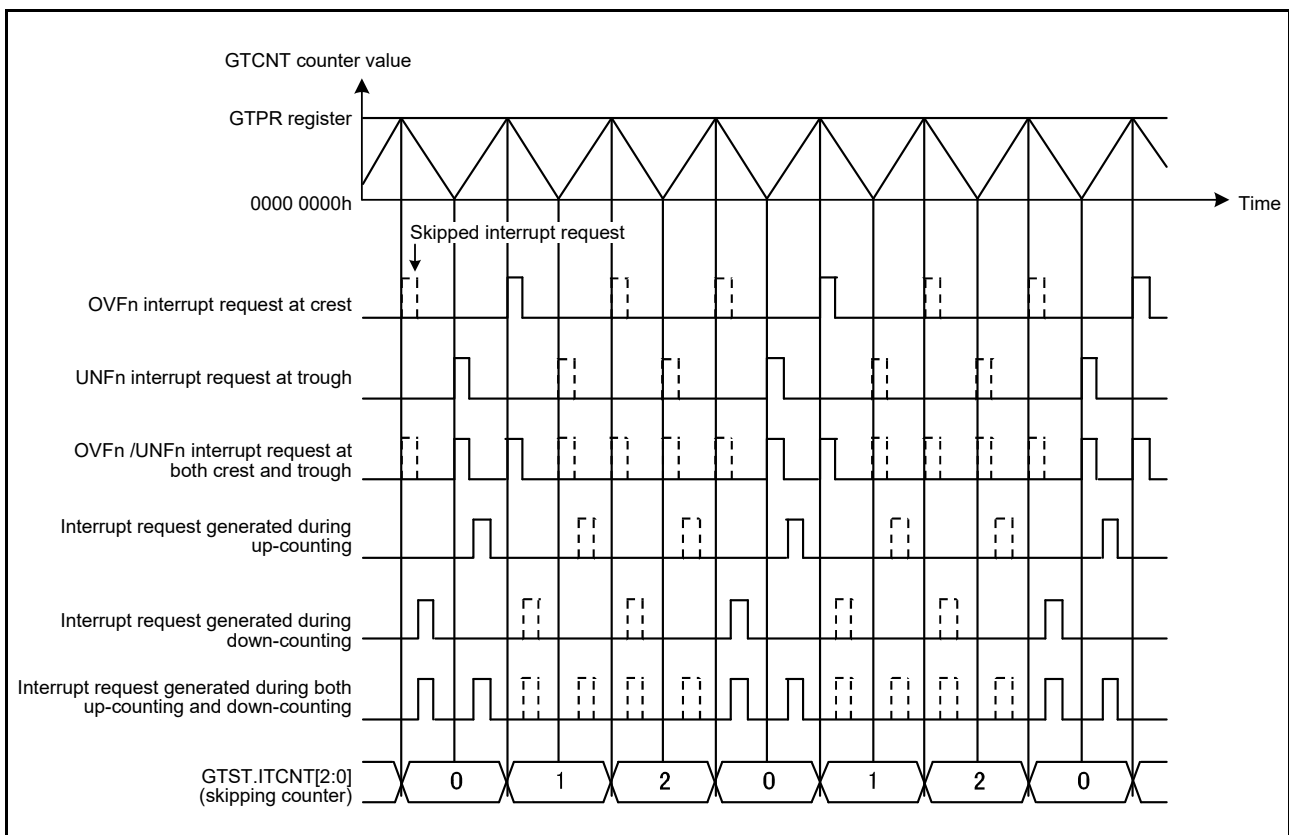 GTCNT counter value
GTPR register
0000 0000h
Time
Skipped interrupt request
OVFn interrupt request at crest
UNFn interrupt request at trough
OVFn /UNFn interrupt request at
both crest and trough
Interrupt request generated during
up-counting
Interrupt request generated during
down-counting
Interrupt request generated during both
up-counting and down-counting
GTST.ITCNT[2:0]
(skipping counter)
0 1 2 0 1 2 0